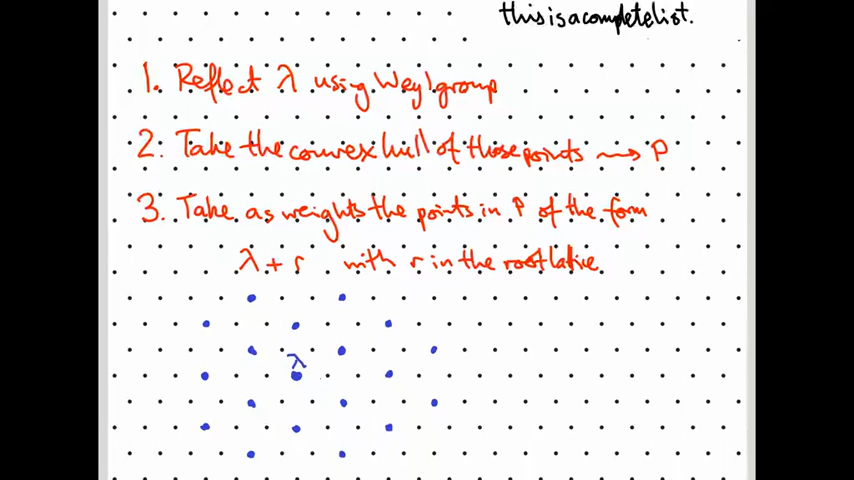 this is a complete list.
1. Reflect λ using Weyl group
2. Take the convex hull of those points ⇝ P
3. Take as weights the points in P of the form
λ + r with r in the root lattice.
λ